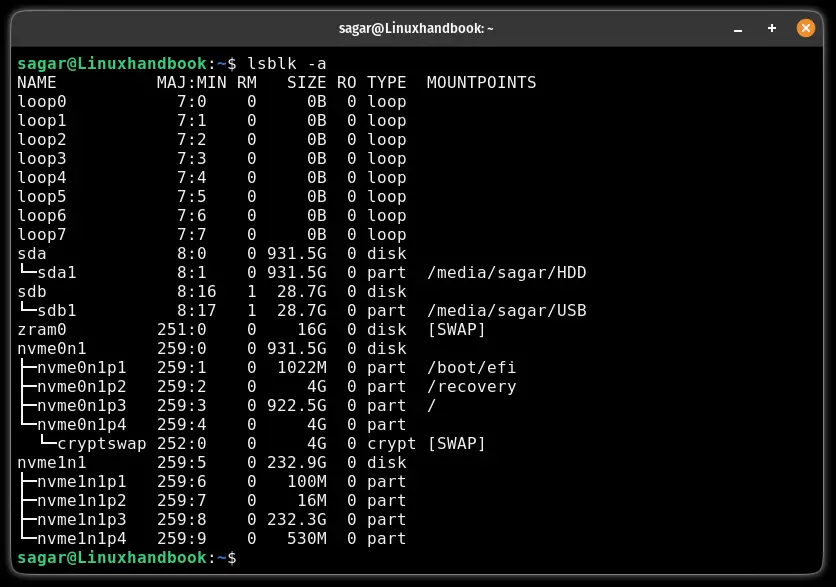 sagar@Linuxhandbook: ~
sagar@Linuxhandbook:~$ lsblk -a
NAME          MAJ:MIN RM   SIZE RO TYPE  MOUNTPOINTS
loop0           7:0    0     0B  0 loop
loop1           7:1    0     0B  0 loop
loop2           7:2    0     0B  0 loop
loop3           7:3    0     0B  0 loop
loop4           7:4    0     0B  0 loop
loop5           7:5    0     0B  0 loop
loop6           7:6    0     0B  0 loop
loop7           7:7    0     0B  0 loop
sda             8:0    0 931.5G  0 disk
└─sda1          8:1    0 931.5G  0 part  /media/sagar/HDD
sdb             8:16   1  28.7G  0 disk
└─sdb1          8:17   1  28.7G  0 part  /media/sagar/USB
zram0         251:0    0    16G  0 disk  [SWAP]
nvme0n1       259:0    0 931.5G  0 disk
├─nvme0n1p1   259:1    0  1022M  0 part  /boot/efi
├─nvme0n1p2   259:2    0     4G  0 part  /recovery
├─nvme0n1p3   259:3    0 922.5G  0 part  /
└─nvme0n1p4   259:4    0     4G  0 part
  └─cryptswap 252:0    0     4G  0 crypt [SWAP]
nvme1n1       259:5    0 232.9G  0 disk
├─nvme1n1p1   259:6    0   100M  0 part
├─nvme1n1p2   259:7    0    16M  0 part
├─nvme1n1p3   259:8    0 232.3G  0 part
└─nvme1n1p4   259:9    0   530M  0 part
sagar@Linuxhandbook:~$